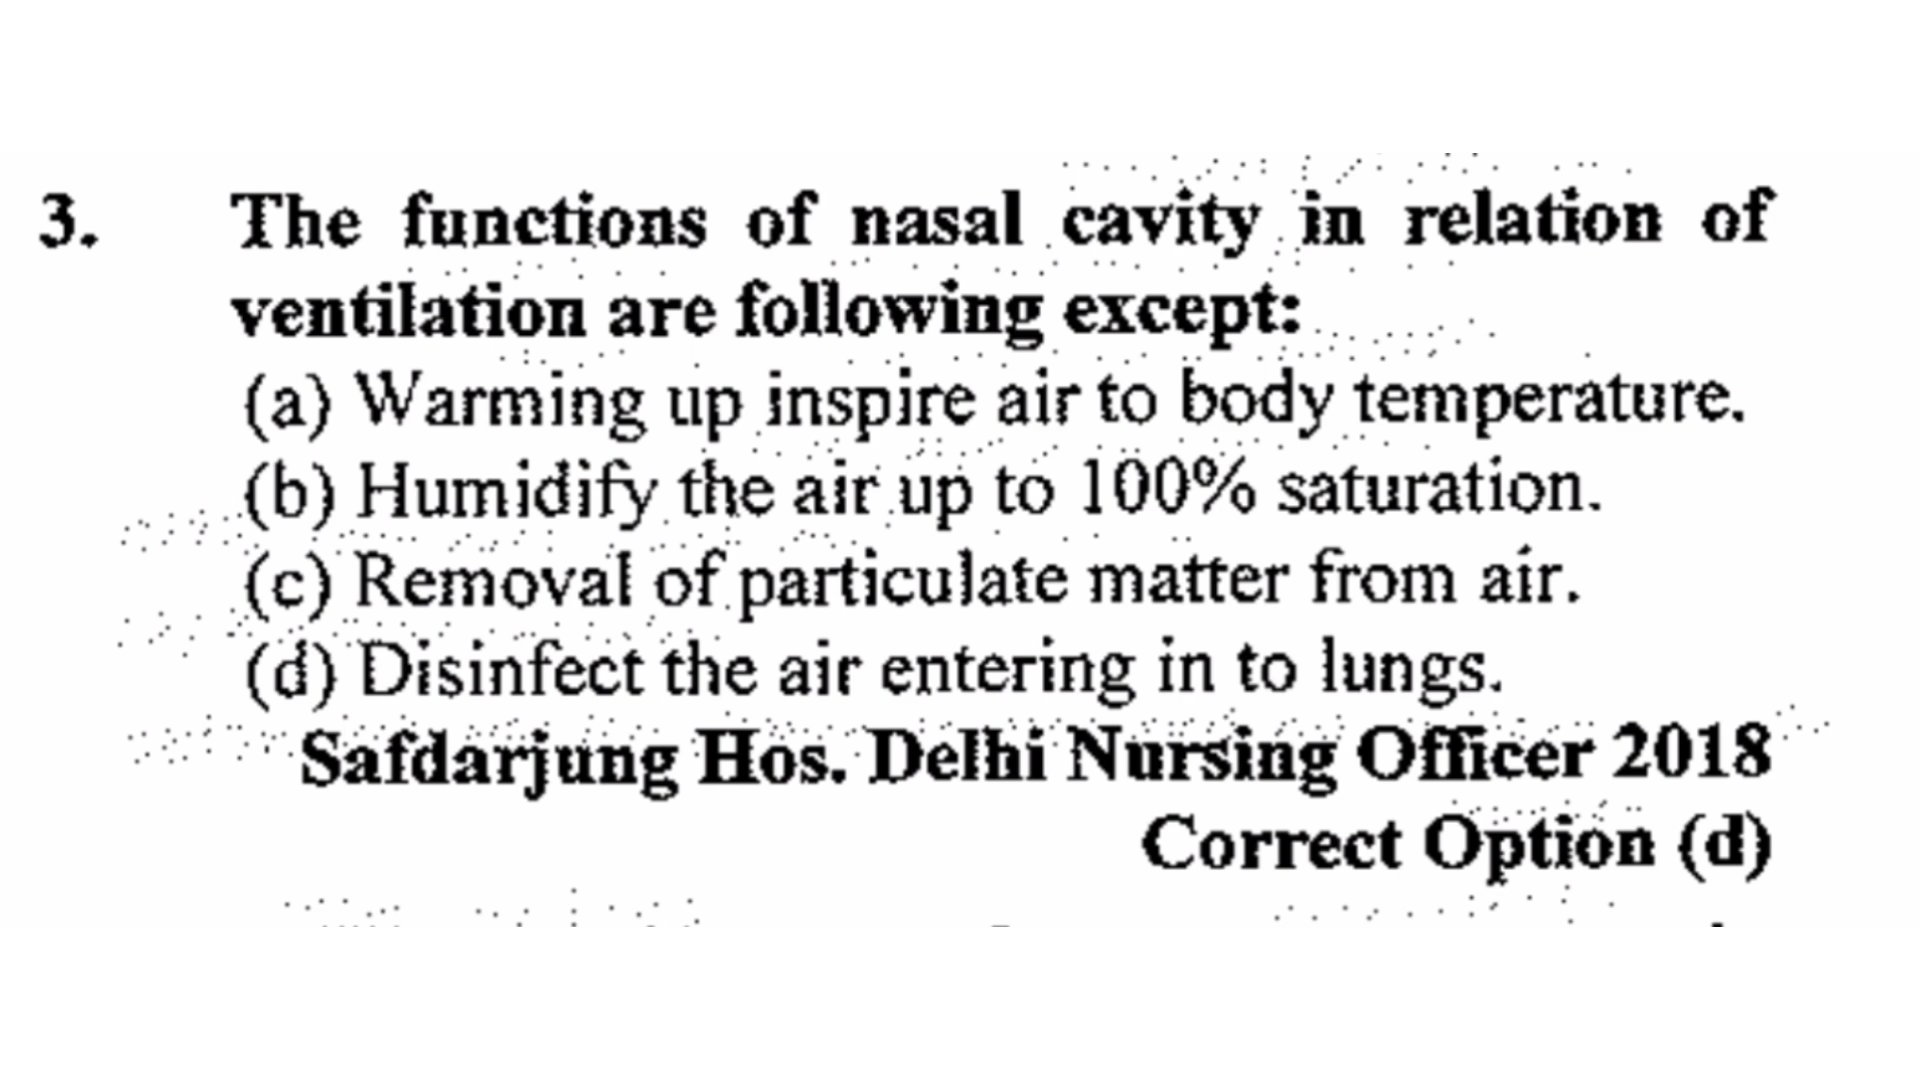 3. The functions of nasal cavity in relation of
ventilation are following except:
(a) Warming up inspire air to body temperature.
(b) Humidify the air up to 100% saturation.
(c) Removal of particulate matter from air.
(d) Disinfect the air entering in to lungs.
Safdarjung Hos. Delhi Nursing Officer 2018
Correct Option (d)